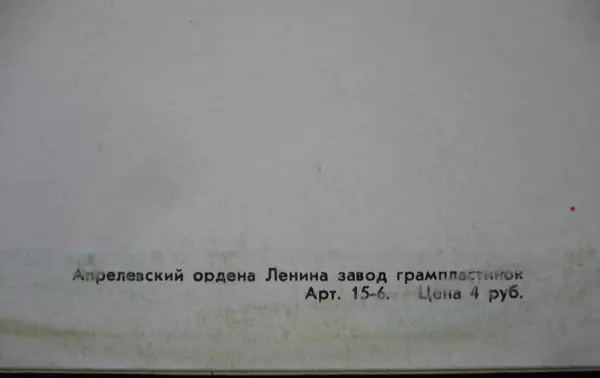 Апрелевский ордена Ленина завод грампластинок
Арт. 15-6. Цена 4 руб.